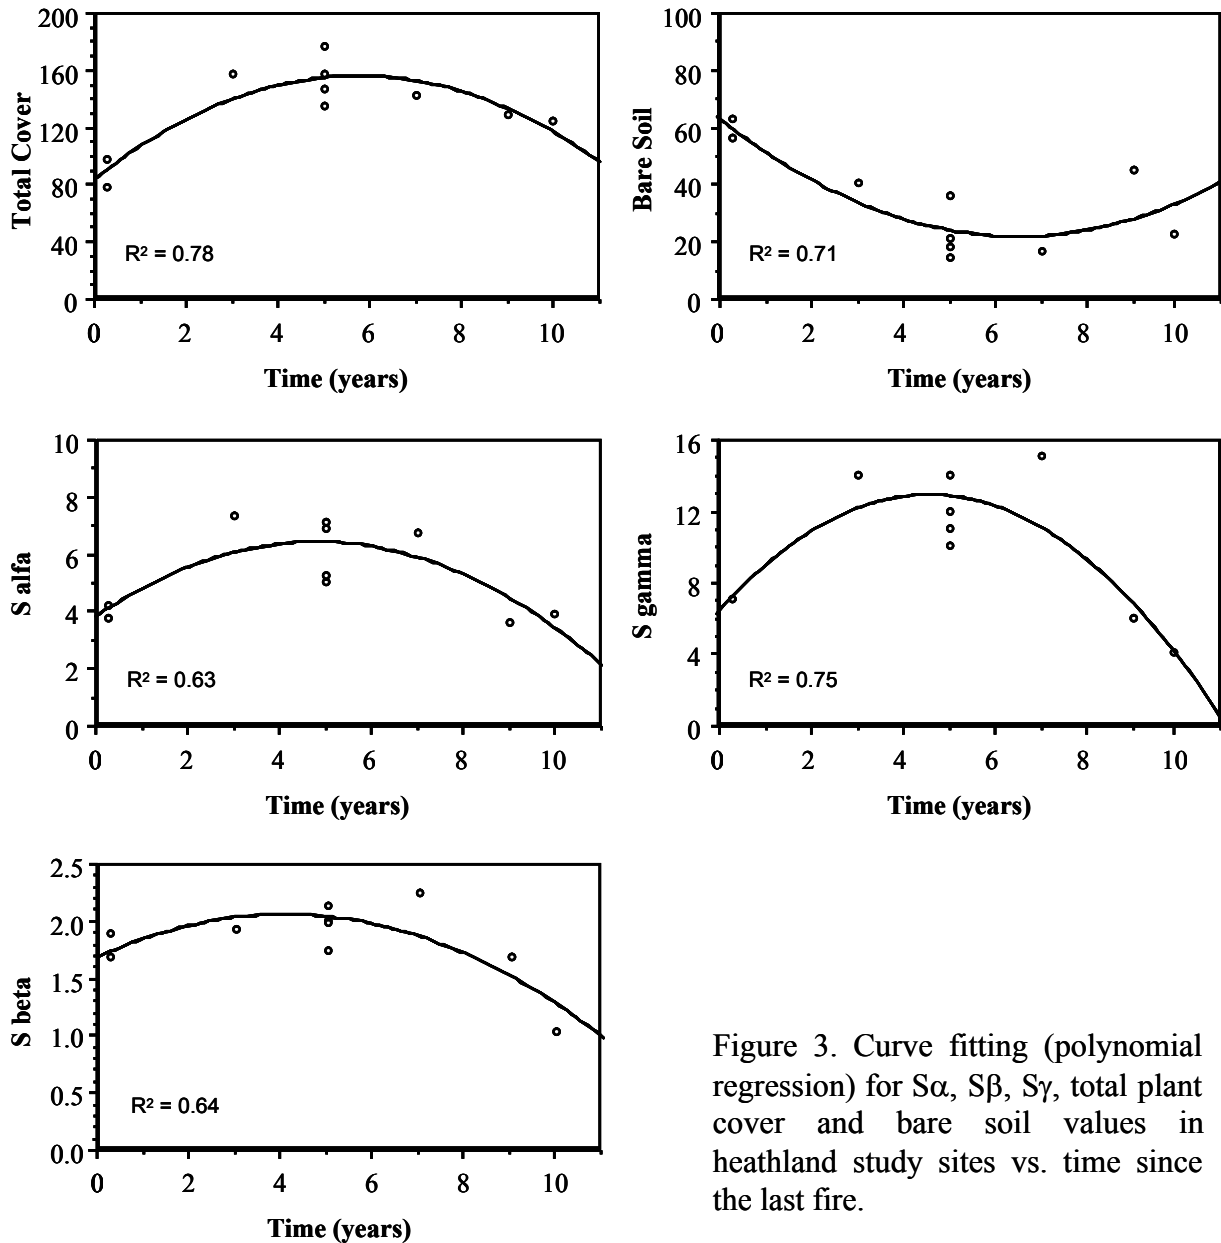 200
160
120
80
40
0
Total Cover
R² = 0.78
0 2 4 6 8 10
Time (years)
100
80
60
40
20
0
Bare Soil
R² = 0.71
0 2 4 6 8 10
Time (years)
10
8
6
4
2
0
S alfa
R² = 0.63
0 2 4 6 8 10
Time (years)
16
12
8
4
0
S gamma
R² = 0.75
0 2 4 6 8 10
Time (years)
2.5
2.0
1.5
1.0
0.5
0.0
S beta
R² = 0.64
0 2 4 6 8 10
Time (years)
Figure 3. Curve fitting (polynomial
regression) for Sα, Sβ, Sγ, total plant
cover and bare soil values in
heathland study sites vs. time since
the last fire.